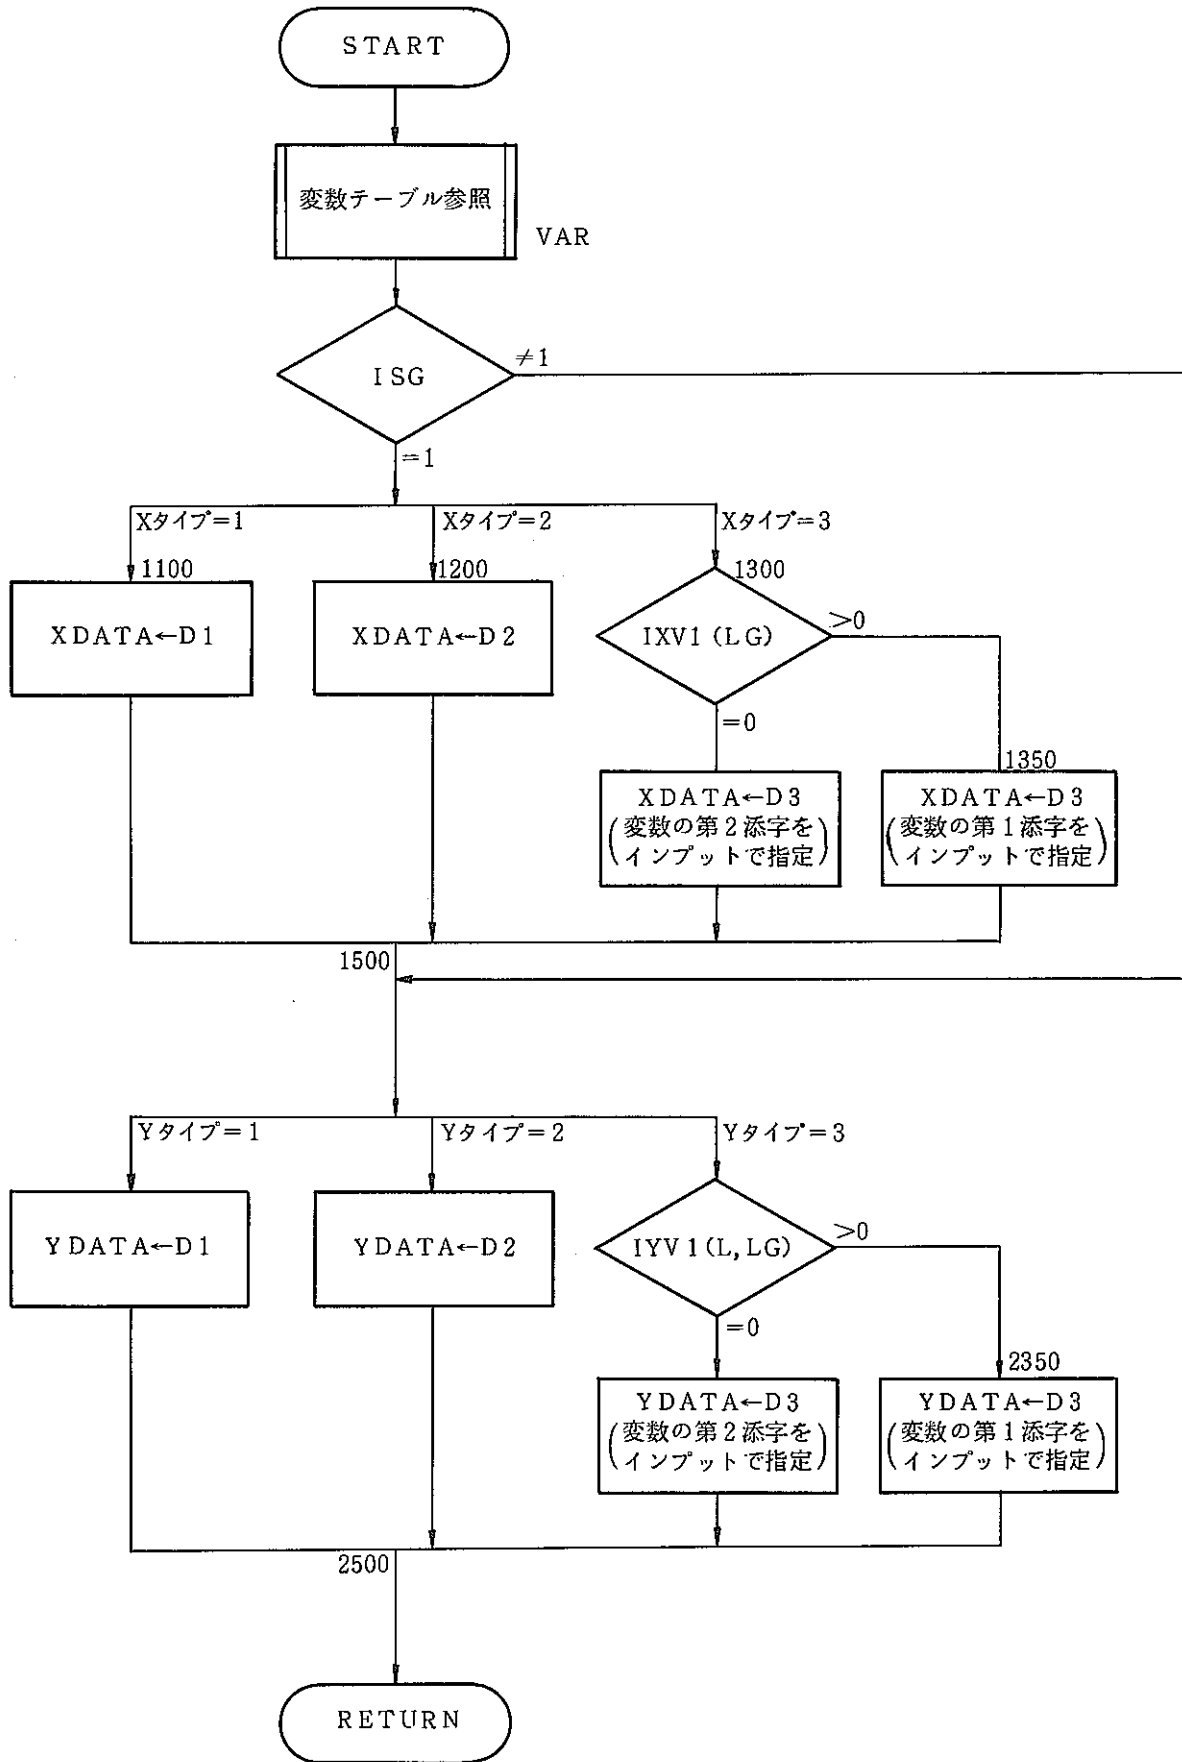 START
変数テーブル参照
VAR
ISG
≠1
=1
Xタイプ=1
Xタイプ=2
Xタイプ=3
1100
1200
1300
XDATA←D1
XDATA←D2
IXV1(LG)
>0
=0
1350
XDATA←D3
(変数の第2添字を
インプットで指定)
XDATA←D3
(変数の第1添字を
インプットで指定)
1500
Yタイプ=1
Yタイプ=2
Yタイプ=3
YDATA←D1
YDATA←D2
IYV1(L,LG)
>0
=0
2350
YDATA←D3
(変数の第2添字を
インプットで指定)
YDATA←D3
(変数の第1添字を
インプットで指定)
2500
RETURN